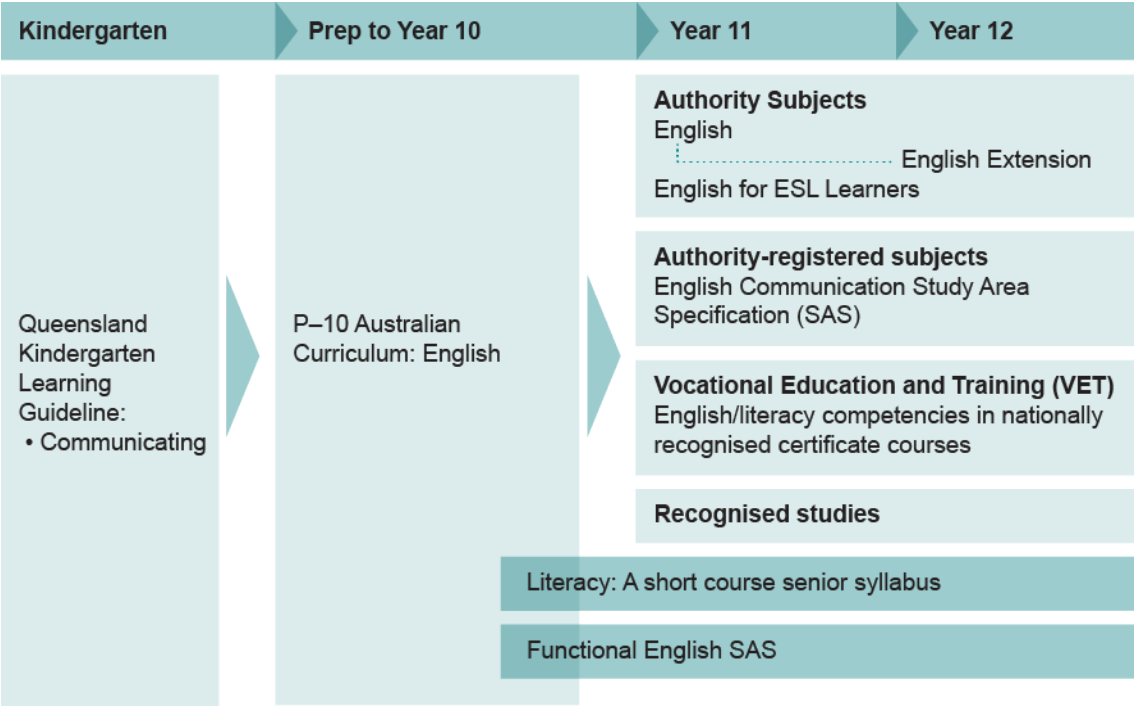 Kindergarten
Prep to Year 10
Year 11
Year 12
Queensland
Kindergarten
Learning
Guideline:
• Communicating
P–10 Australian
Curriculum: English
Authority Subjects
English
English Extension
English for ESL Learners
Authority-registered subjects
English Communication Study Area
Specification (SAS)
Vocational Education and Training (VET)
English/literacy competencies in nationally
recognised certificate courses
Recognised studies
Literacy: A short course senior syllabus
Functional English SAS